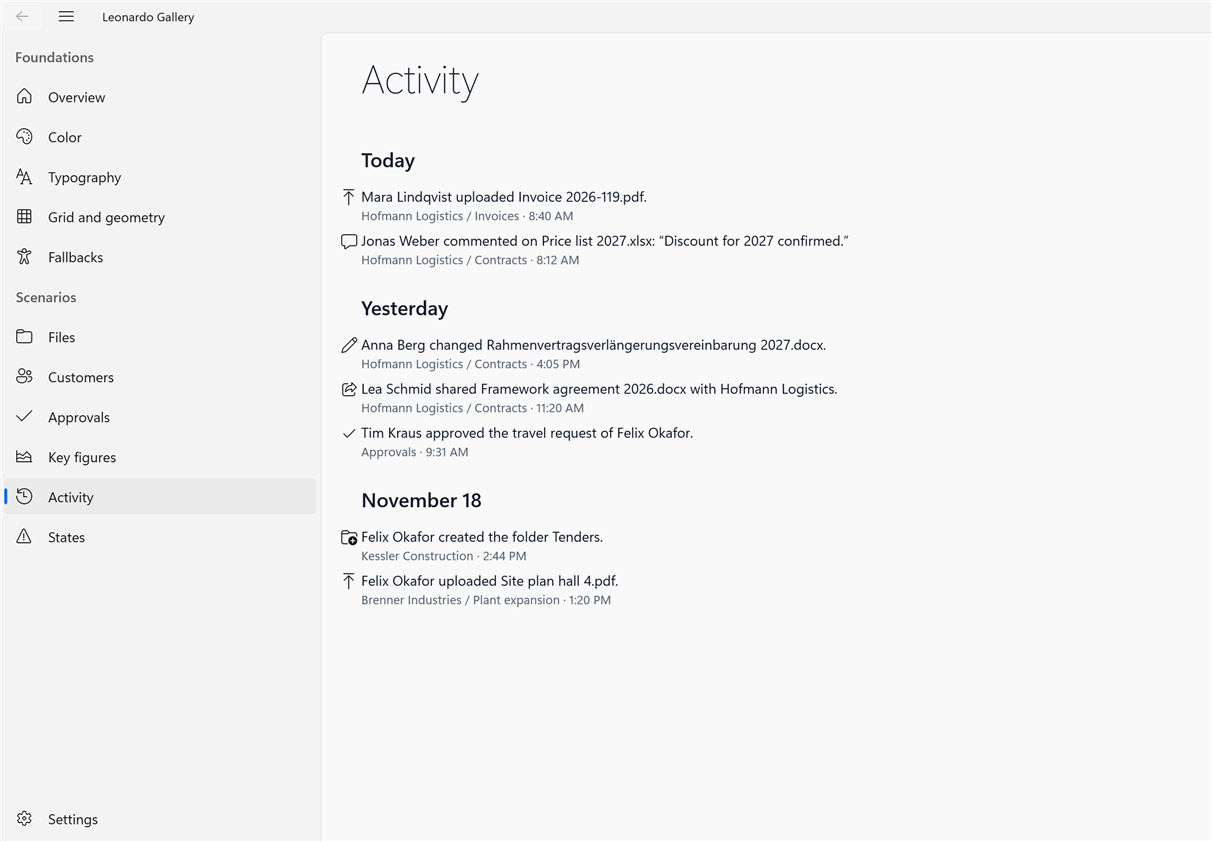 Leonardo Gallery
Foundations
Overview
Color
Typography
Grid and geometry
Fallbacks
Scenarios
Files
Customers
Approvals
Key figures
Activity
States
Settings
Activity
Today
Mara Lindqvist uploaded Invoice 2026-119.pdf.
Hofmann Logistics / Invoices · 8:40 AM
Jonas Weber commented on Price list 2027.xlsx: “Discount for 2027 confirmed.”
Hofmann Logistics / Contracts · 8:12 AM
Yesterday
Anna Berg changed Rahmenvertragsverlängerungsvereinbarung 2027.docx.
Hofmann Logistics / Contracts · 4:05 PM
Lea Schmid shared Framework agreement 2026.docx with Hofmann Logistics.
Hofmann Logistics / Contracts · 11:20 AM
Tim Kraus approved the travel request of Felix Okafor.
Approvals · 9:31 AM
November 18
Felix Okafor created the folder Tenders.
Kessler Construction · 2:44 PM
Felix Okafor uploaded Site plan hall 4.pdf.
Brenner Industries / Plant expansion · 1:20 PM